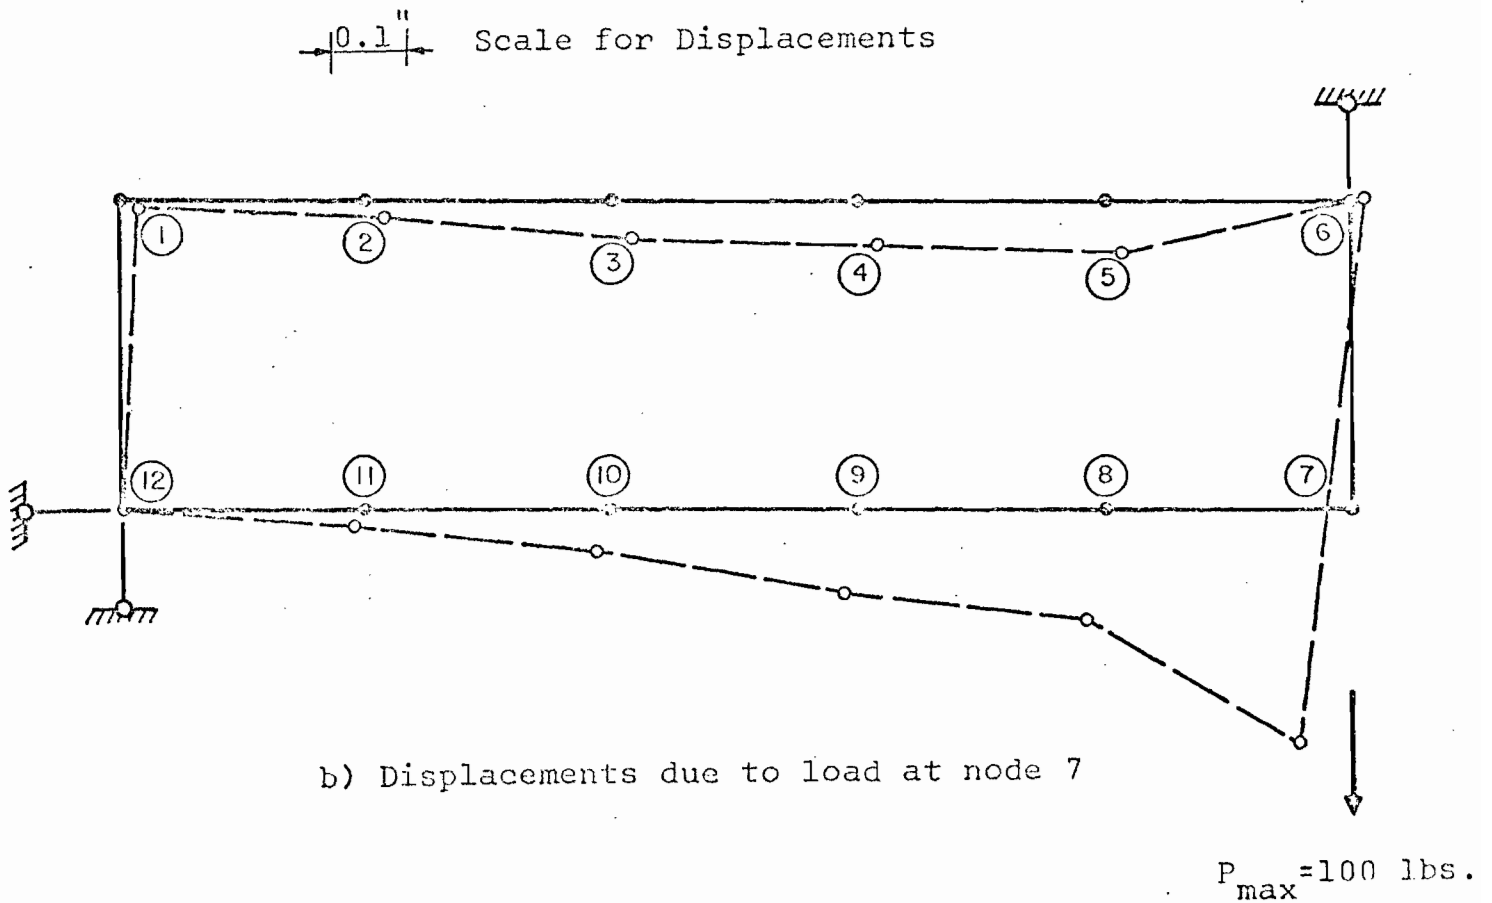 0.1" Scale for Displacements
1 2 3 4 5 6
12 11 10 9 8 7
b) Displacements due to load at node 7
Pmax=100 lbs.